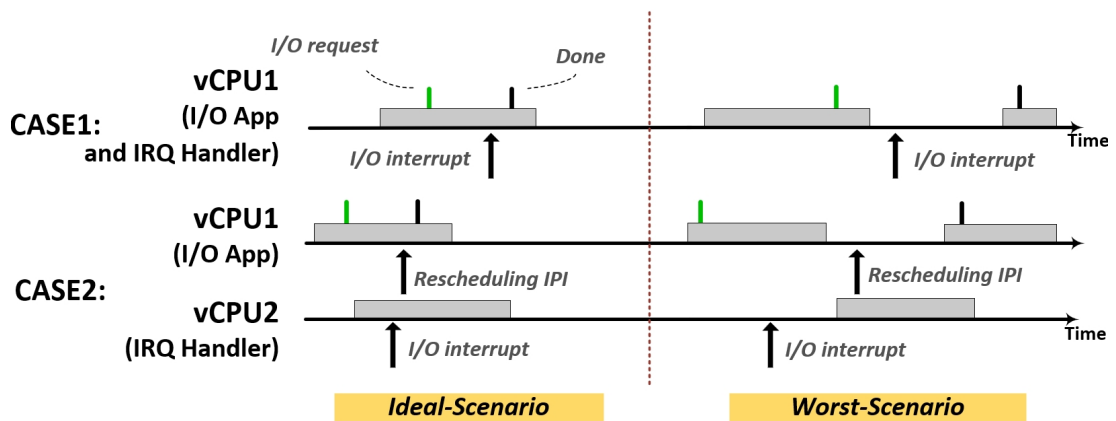 I/O request
Done
vCPU1
(I/O App
CASE1:
and IRQ Handler)
I/O interrupt
I/O interrupt
Time
vCPU1
(I/O App)
Rescheduling IPI
Rescheduling IPI
CASE2:
vCPU2
(IRQ Handler)
I/O interrupt
I/O interrupt
Time
Ideal-Scenario
Worst-Scenario